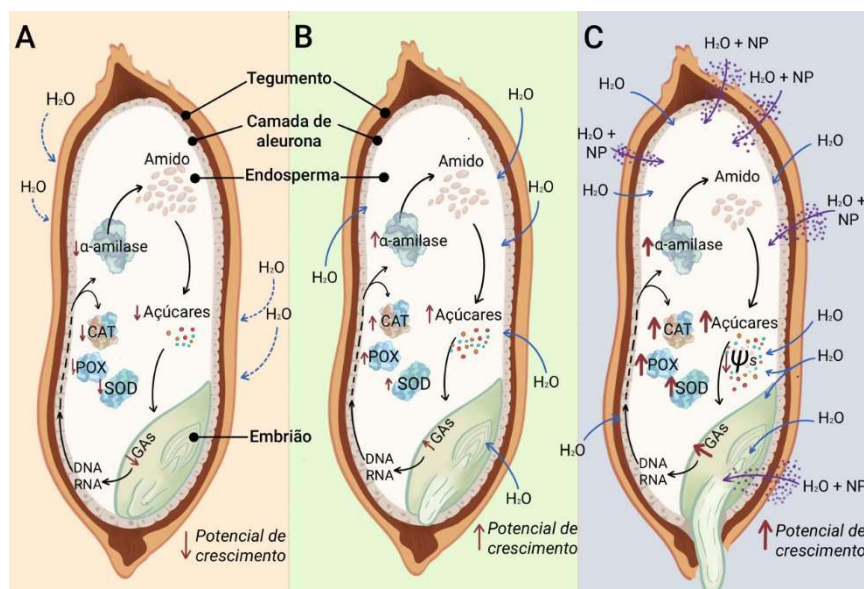 A
H₂O
H₂O
Amido
↓α-amilase
↓Açúcares
↓CAT
↓POX
↓SOD
H₂O
H₂O
↓GAs
DNA
RNA
↓ Potencial de
crescimento
Tegumento
Camada de
aleurona
Endosperma
Embrião
B
H₂O
Amido
H₂O
↑α-amilase
H₂O
↑Açúcares
↑CAT
↑POX
↑SOD
H₂O
↑GAs
DNA
RNA
H₂O
↑ Potencial de
crescimento
C
H₂O + NP
H₂O
H₂O + NP
H₂O +
NP
H₂O
H₂O
Amido
H₂O +
NP
↑α-amilase
↑Açúcares
↑CAT
↑POX
↑SOD
↓Ψs
H₂O
H₂O
H₂O
↑GAs
DNA
RNA
H₂O
H₂O + NP
↑ Potencial de
crescimento